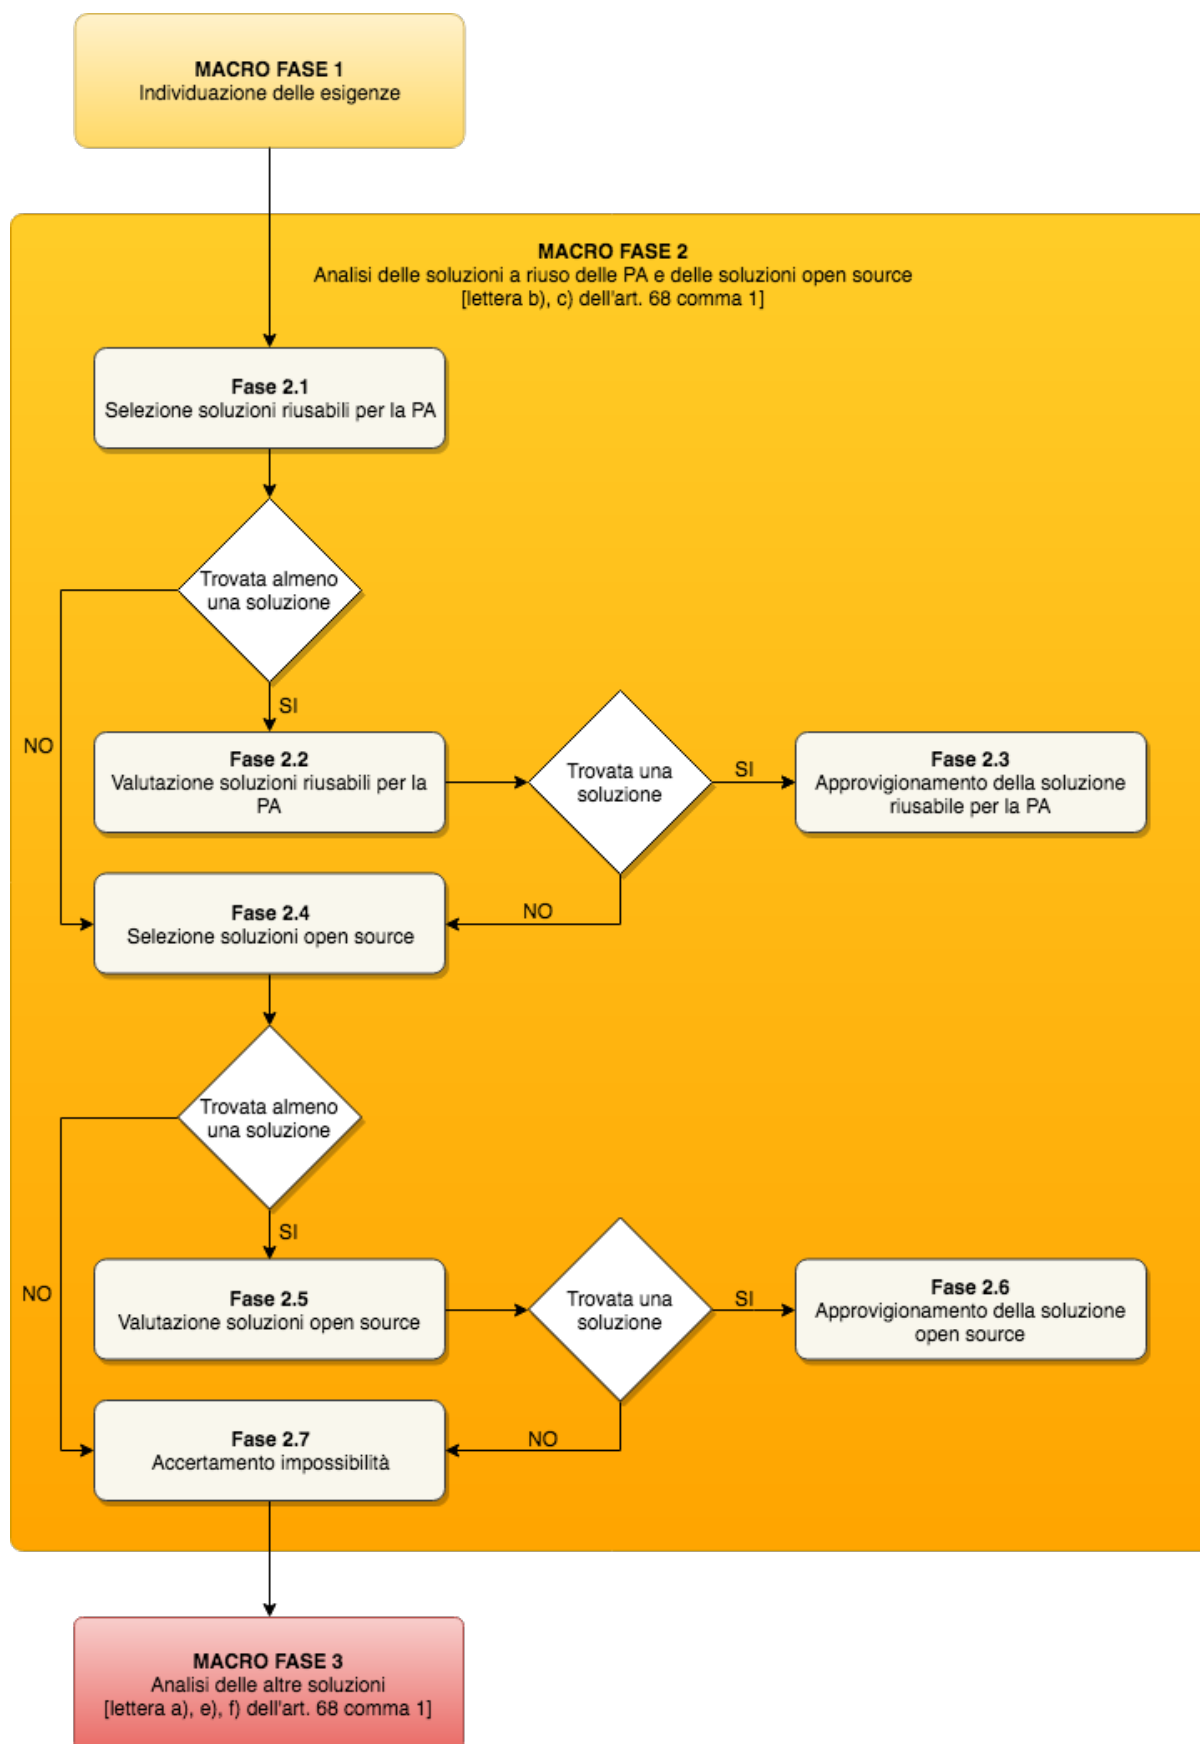 MACRO FASE 1
Individuazione delle esigenze
MACRO FASE 2
Analisi delle soluzioni a riuso delle PA e delle soluzioni open source
[lettera b), c) dell'art. 68 comma 1]
Fase 2.1
Selezione soluzioni riusabili per la PA
Trovata almeno
una soluzione
SI
NO
Fase 2.2
Valutazione soluzioni riusabili per la
PA
Trovata una
soluzione
SI
Fase 2.3
Approvigionamento della soluzione
riusabile per la PA
NO
Fase 2.4
Selezione soluzioni open source
Trovata almeno
una soluzione
SI
NO
Fase 2.5
Valutazione soluzioni open source
Trovata una
soluzione
SI
Fase 2.6
Approvigionamento della soluzione
open source
NO
Fase 2.7
Accertamento impossibilità
MACRO FASE 3
Analisi delle altre soluzioni
[lettera a), e), f) dell'art. 68 comma 1]